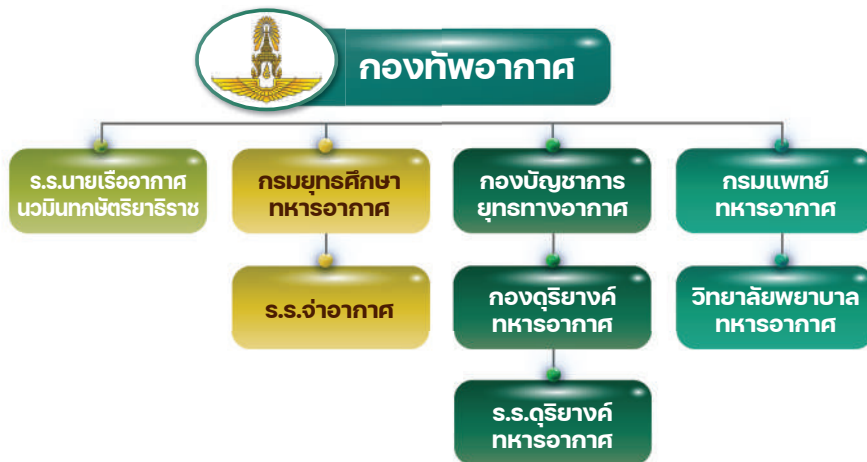 กองทัพอากาศ
ร.ร.นายเรืออากาศ
นวมินทกษัตริยาธิราช
กรมยุทธศึกษา
ทหารอากาศ
กองบัญชาการ
ยุทธทางอากาศ
กรมแพทย์
ทหารอากาศ
ร.ร.จ่าอากาศ
กองดุริยางค์
ทหารอากาศ
วิทยาลัยพยาบาล
ทหารอากาศ
ร.ร.ดุริยางค์
ทหารอากาศ